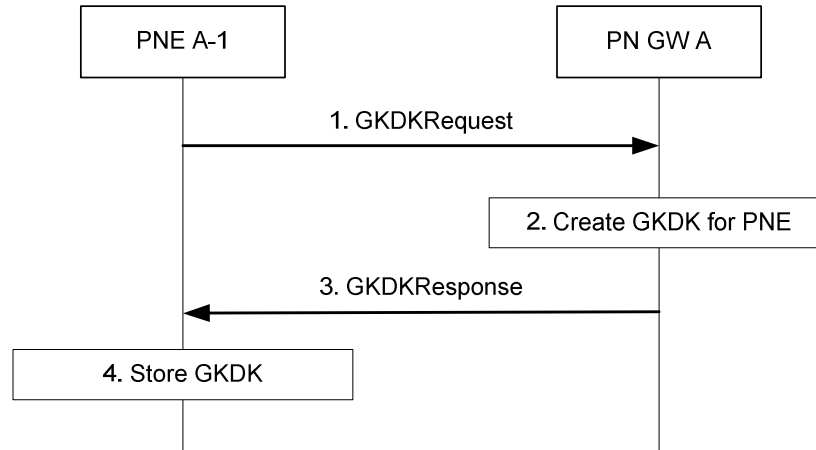 PNE A-1
PN GW A
1. GKDKRequest
2. Create GKDK for PNE
3. GKDKResponse
4. Store GKDK